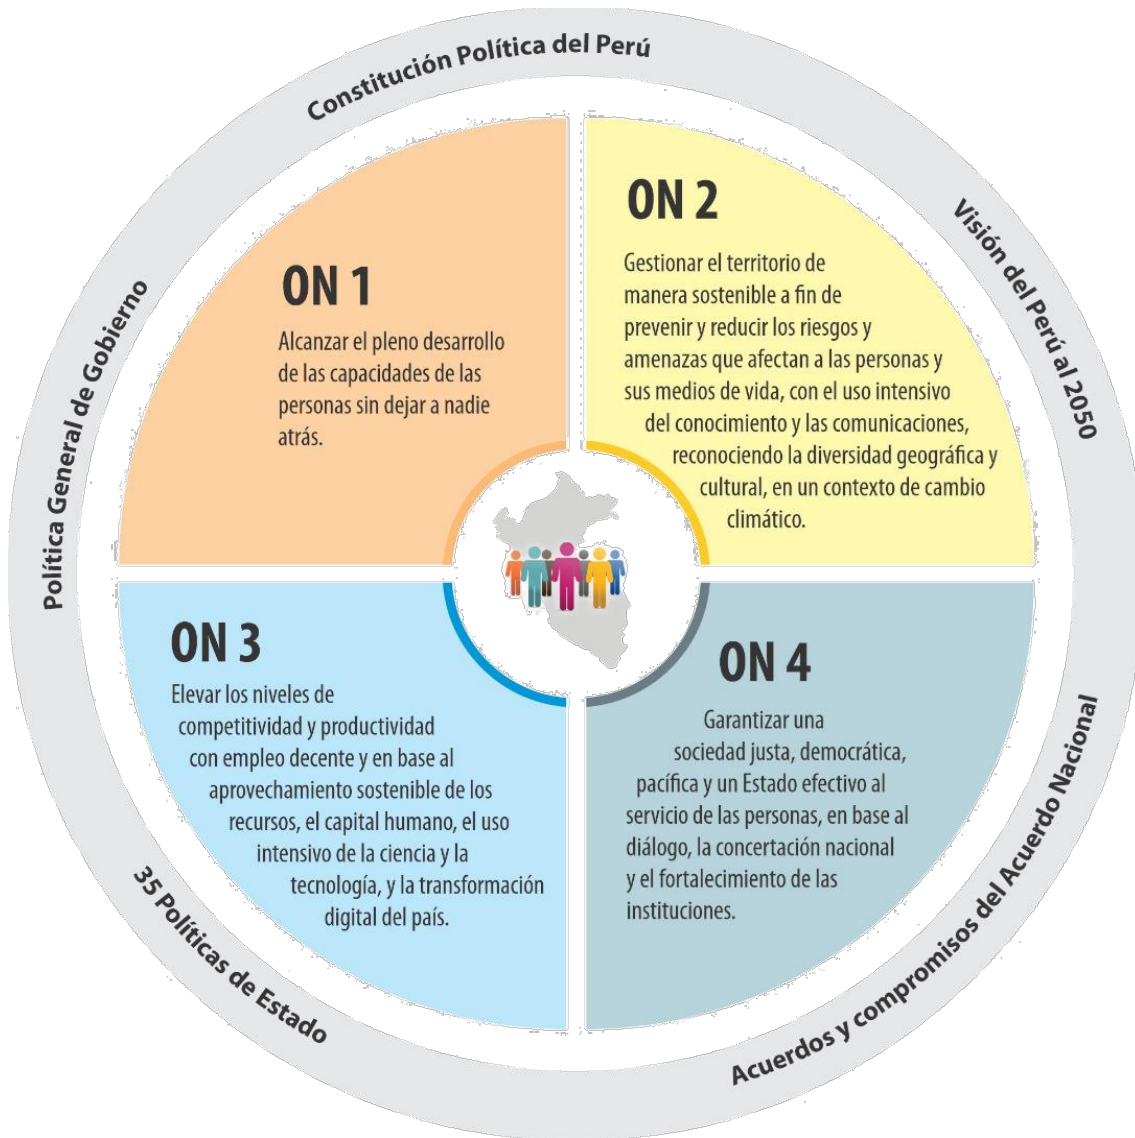 Constitución Política del Perú
Visión del Perú al 2050
Política General de Gobierno
ON 1
Alcanzar el pleno desarrollo
de las capacidades de las
personas sin dejar a nadie
atrás.
ON 2
Gestionar el territorio de
manera sostenible a fin de
prevenir y reducir los riesgos y
amenazas que afectan a las personas y
sus medios de vida, con el uso intensivo
del conocimiento y las comunicaciones,
reconociendo la diversidad geográfica y
cultural, en un contexto de cambio
climático.
ON 3
Elevar los niveles de
competitividad y productividad
con empleo decente y en base al
aprovechamiento sostenible de los
recursos, el capital humano, el uso
intensivo de la ciencia y la
tecnología, y la transformación
digital del país.
ON 4
Garantizar una
sociedad justa, democrática,
pacífica y un Estado efectivo al
servicio de las personas, en base al
diálogo, la concertación nacional
y el fortalecimiento de las
instituciones.
35 Políticas de Estado
Acuerdos y compromisos del Acuerdo Nacional